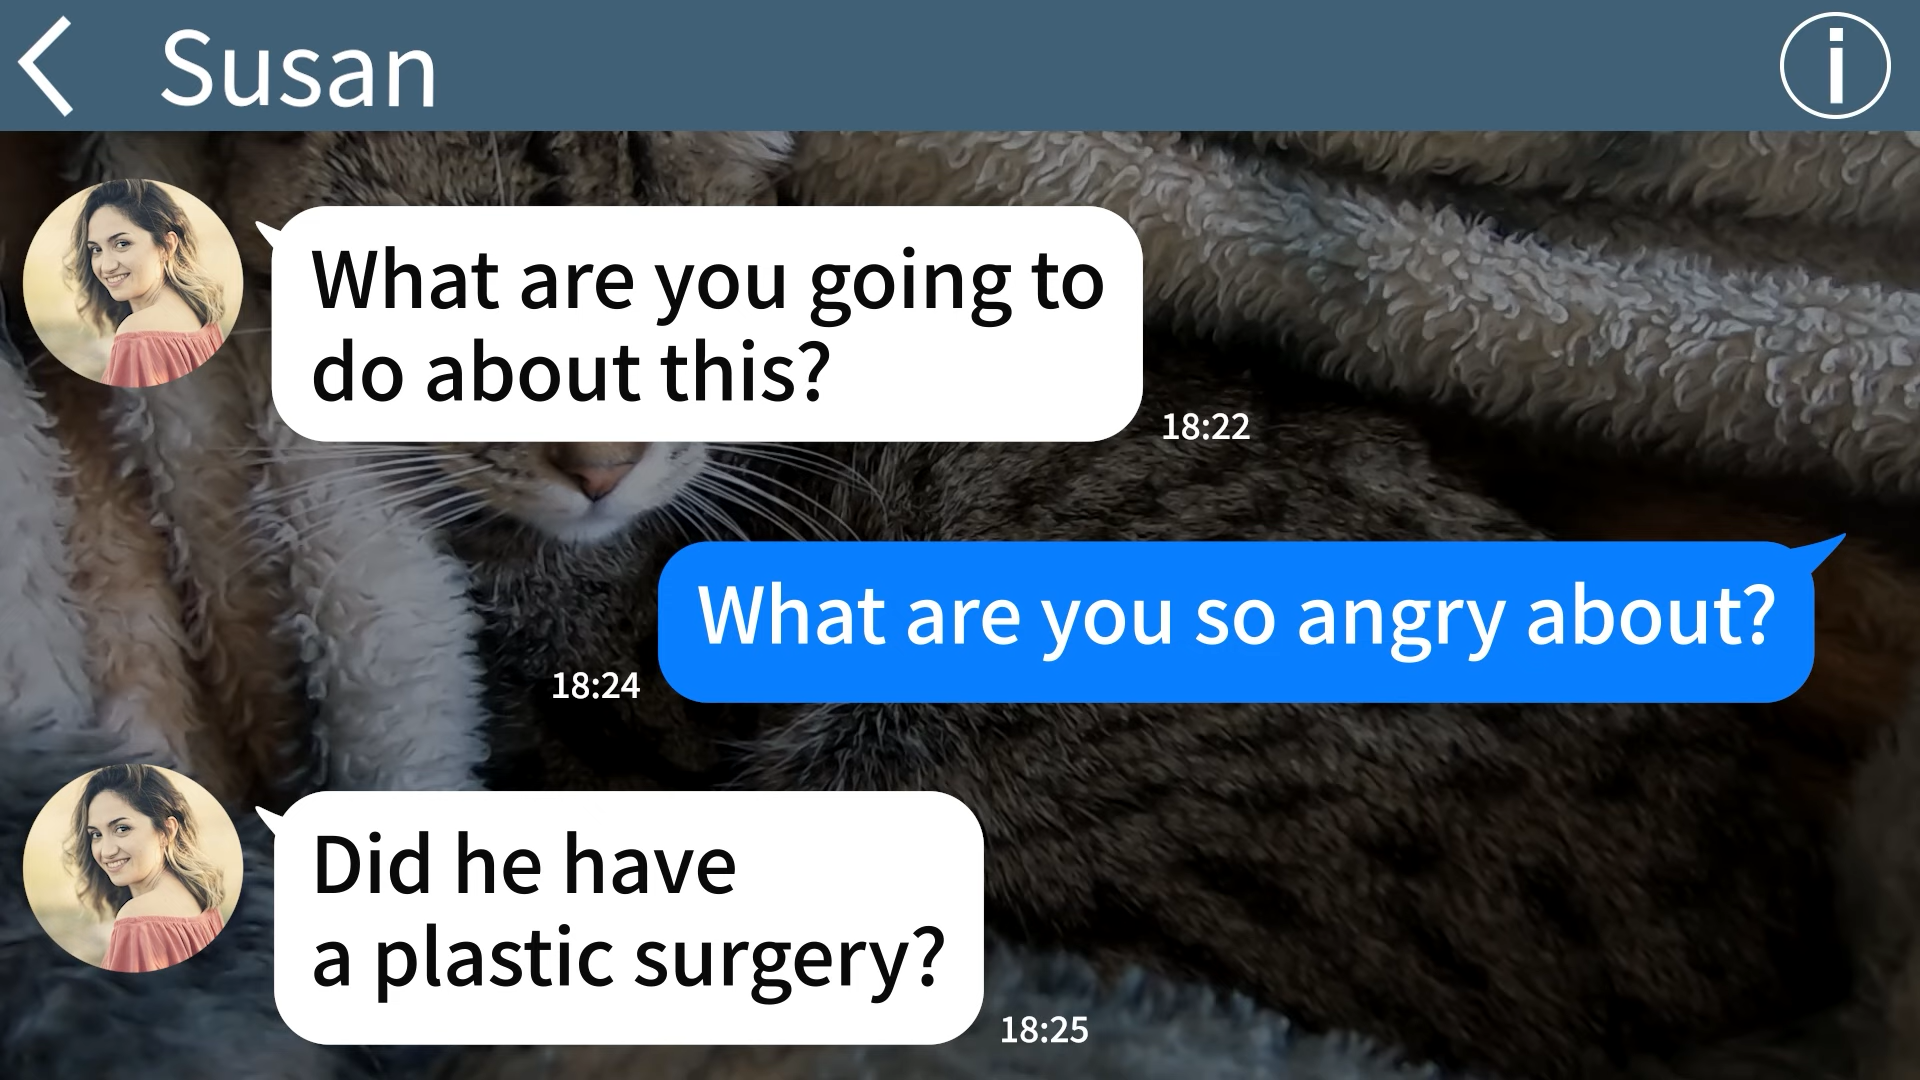 Susan
What are you going to
do about this?
18:22
What are you so angry about?
18:24
Did he have
a plastic surgery?
18:25